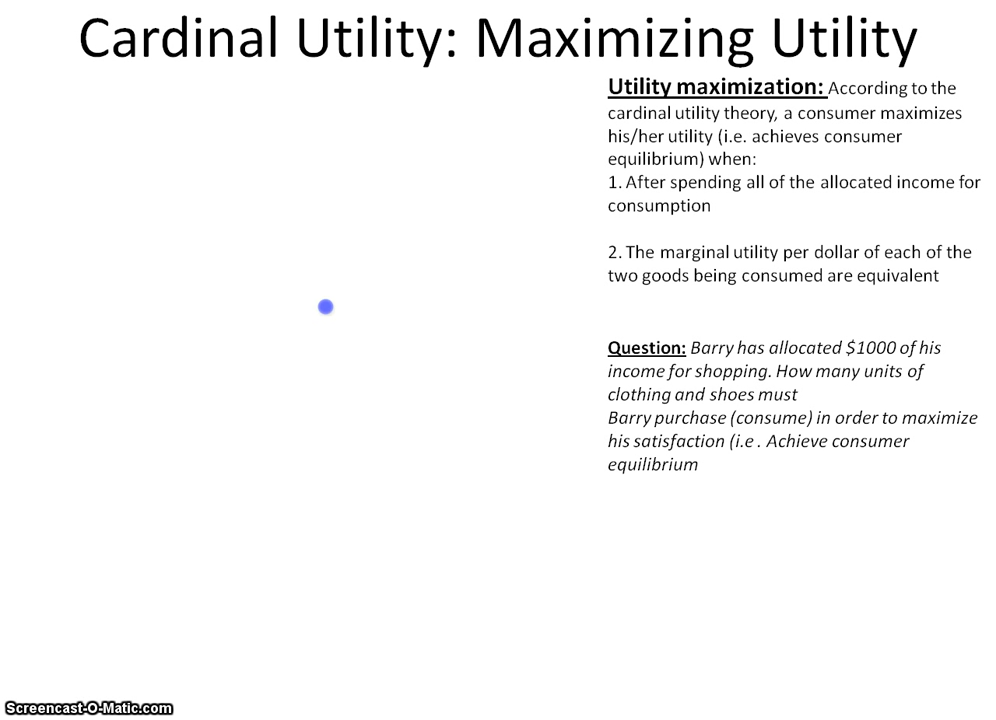 Cardinal Utility: Maximizing Utility
Utility maximization: According to the
cardinal utility theory, a consumer maximizes
his/her utility (i.e. achieves consumer
equilibrium) when:
1. After spending all of the allocated income for
consumption
2. The marginal utility per dollar of each of the
two goods being consumed are equivalent
Question: Barry has allocated $1000 of his
income for shopping. How many units of
clothing and shoes must
Barry purchase (consume) in order to maximize
his satisfaction (i.e . Achieve consumer
equilibrium
Screencast-O-Matic.com